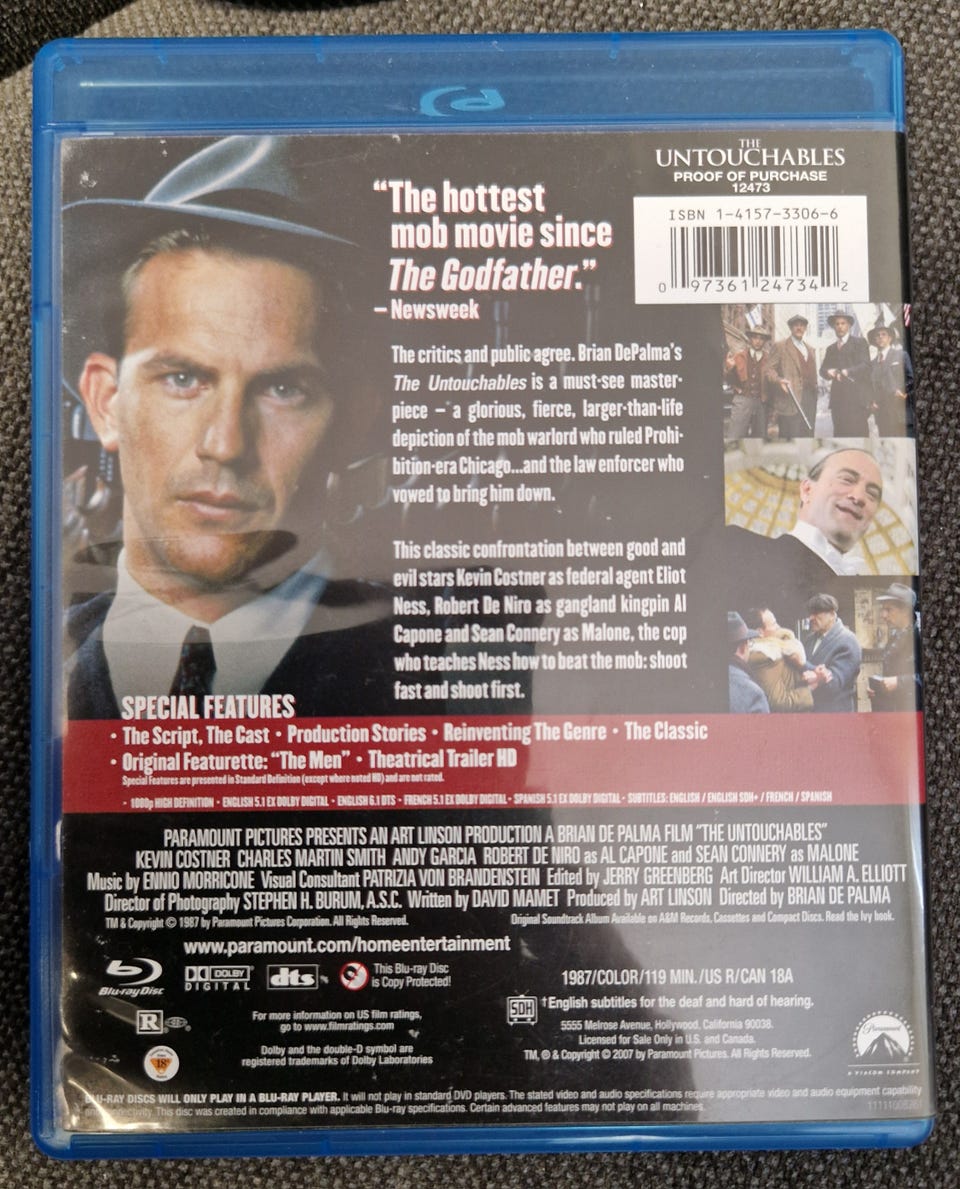 THE
UNTOUCHABLES
PROOF OF PURCHASE
12473
ISBN 1-4157-3306-6
0 97361 24734 2
“The hottest
mob movie since
The Godfather.”
– Newsweek
The critics and public agree. Brian DePalma's
The Untouchables is a must-see master-
piece – a glorious, fierce, larger-than-life
depiction of the mob warlord who ruled Prohi-
bition-era Chicago...and the law enforcer who
vowed to bring him down.
This classic confrontation between good and
evil stars Kevin Costner as federal agent Eliot
Ness, Robert De Niro as gangland kingpin Al
Capone and Sean Connery as Malone, the cop
who teaches Ness how to beat the mob: shoot
fast and shoot first.
SPECIAL FEATURES
• The Script, The Cast • Production Stories • Reinventing The Genre • The Classic
• Original Featurette: “The Men” • Theatrical Trailer HD
Special Features are presented in Standard Definition (except where noted HD) and are not rated.
• 1080p HIGH DEFINITION • ENGLISH 5.1 EX DOLBY DIGITAL • ENGLISH 6.1 DTS • FRENCH 5.1 EX DOLBY DIGITAL • SPANISH 5.1 EX DOLBY DIGITAL • SUBTITLES: ENGLISH / ENGLISH SDH+ / FRENCH / SPANISH
PARAMOUNT PICTURES PRESENTS AN ART LINSON PRODUCTION A BRIAN DE PALMA FILM "THE UNTOUCHABLES"
KEVIN COSTNER CHARLES MARTIN SMITH ANDY GARCIA ROBERT DE NIRO as AL CAPONE and SEAN CONNERY as MALONE
Music by ENNIO MORRICONE Visual Consultant PATRIZIA VON BRANDENSTEIN Edited by JERRY GREENBERG Art Director WILLIAM A. ELLIOTT
Director of Photography STEPHEN H. BURUM, A.S.C. Written by DAVID MAMET Produced by ART LINSON Directed by BRIAN DE PALMA
TM & Copyright © 1987 by Paramount Pictures Corporation. All Rights Reserved. Original Soundtrack Album Available on A&M Records, Cassettes and Compact Discs. Read the Ivy book.
www.paramount.com/homeentertainment
Blu-ray Disc
DOLBY
DIGITAL
dts
This Blu-ray Disc
is Copy Protected!
1987/COLOR/119 MIN./US R/CAN 18A
SDH †English subtitles for the deaf and hard of hearing.
R
For more information on US film ratings,
go to www.filmratings.com
18
Dolby and the double-D symbol are
registered trademarks of Dolby Laboratories
5555 Melrose Avenue, Hollywood, California 90038.
Licensed for Sale Only in U.S. and Canada.
TM, ® & Copyright © 2007 by Paramount Pictures. All Rights Reserved.
Paramount
A VIACOM COMPANY
BLU-RAY DISCS WILL ONLY PLAY IN A BLU-RAY PLAYER. It will not play in standard DVD players. The stated video and audio specifications require appropriate video and audio equipment capability
and connectivity. This disc was created in compliance with applicable Blu-ray specifications. Certain advanced features may not play on all machines.